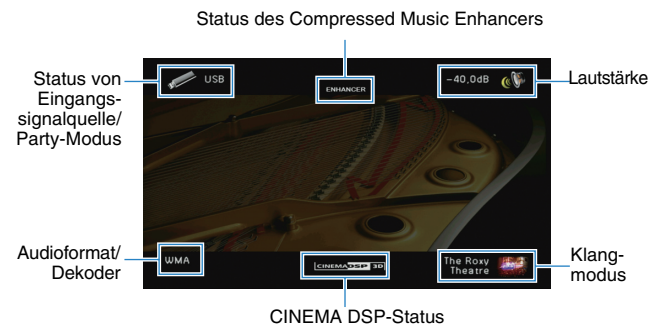 Status des Compressed Music Enhancers
Status von
Eingangs-
signalquelle/
Party-Modus
USB
ENHANCER
-40,0dB
Lautstärke
Audioformat/
Dekoder
WMA
CINEMA DSP 3D
The Roxy
Theatre
Klang-
modus
CINEMA DSP-Status